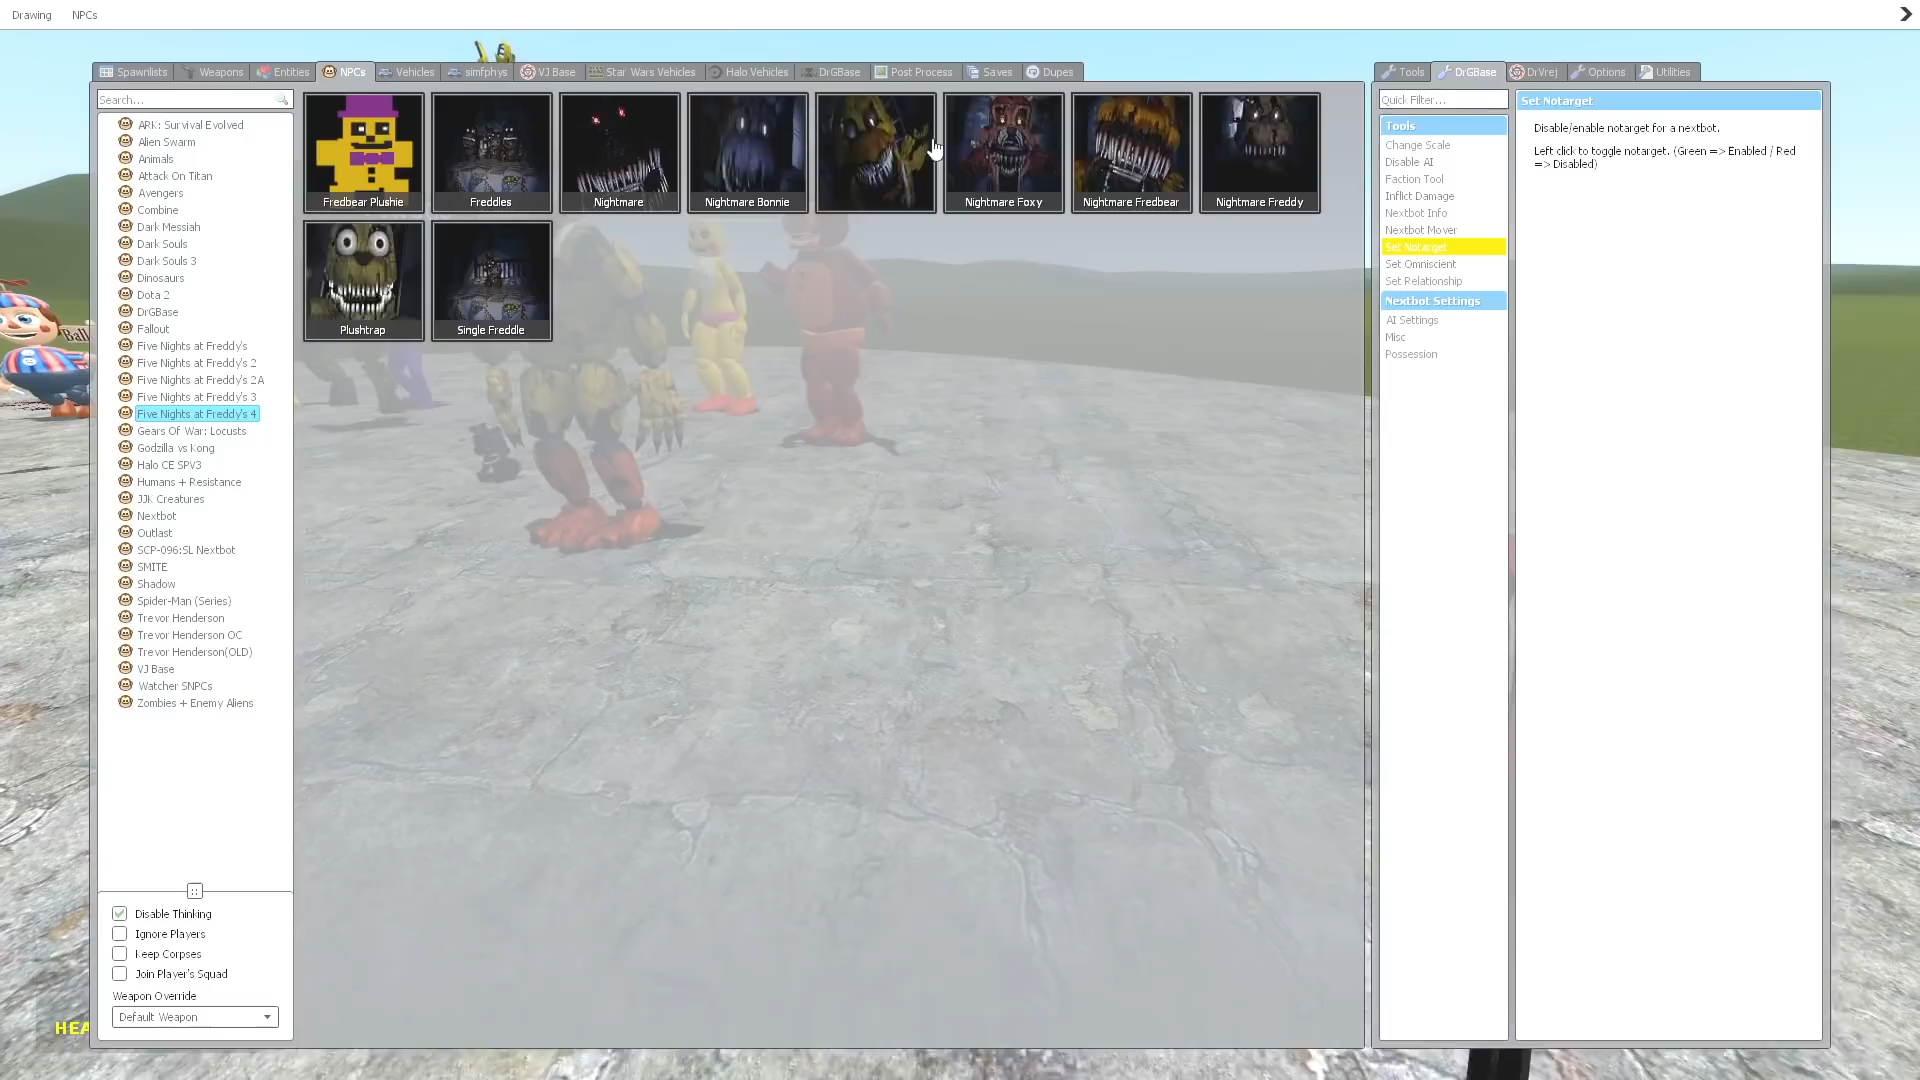 Drawing NPCs
Spawnlists Weapons Entities NPCs Vehicles simfphys VJ Base Star Wars Vehicles Halo Vehicles DrGBase Post Process Saves Dupes
Tools DrGBase DrVrej Options Utilities
Search...
ARK: Survival Evolved
Alien Swarm
Animals
Attack On Titan
Avengers
Combine
Dark Messiah
Dark Souls
Dark Souls 3
Dinosaurs
Dota 2
DrGBase
Fallout
Five Nights at Freddy's
Five Nights at Freddy's 2
Five Nights at Freddy's 2A
Five Nights at Freddy's 3
Five Nights at Freddy's 4
Gears Of War: Locusts
Godzilla vs Kong
Halo CE SPV3
Humans + Resistance
JJK Creatures
Nextbot
Outlast
SCP-096:SL Nextbot
SMITE
Shadow
Spider-Man (Series)
Trevor Henderson
Trevor Henderson OC
Trevor Henderson(OLD)
VJ Base
Watcher SNPCs
Zombies + Enemy Aliens
Disable Thinking
Ignore Players
Keep Corpses
Join Player's Squad
Weapon Override
Default Weapon
Fredbear Plushie
Freddles
Nightmare
Nightmare Bonnie
Nightmare Foxy
Nightmare Fredbear
Nightmare Freddy
Plushtrap
Single Freddle
Quick Filter...
Tools
Change Scale
Disable AI
Faction Tool
Inflict Damage
Nextbot Info
Nextbot Mover
Set Notarget
Set Omniscient
Set Relationship
Nextbot Settings
AI Settings
Misc
Possession
Set Notarget
Disable/enable notarget for a nextbot.
Left click to toggle notarget. (Green => Enabled / Red
=> Disabled)
Ball
HEA